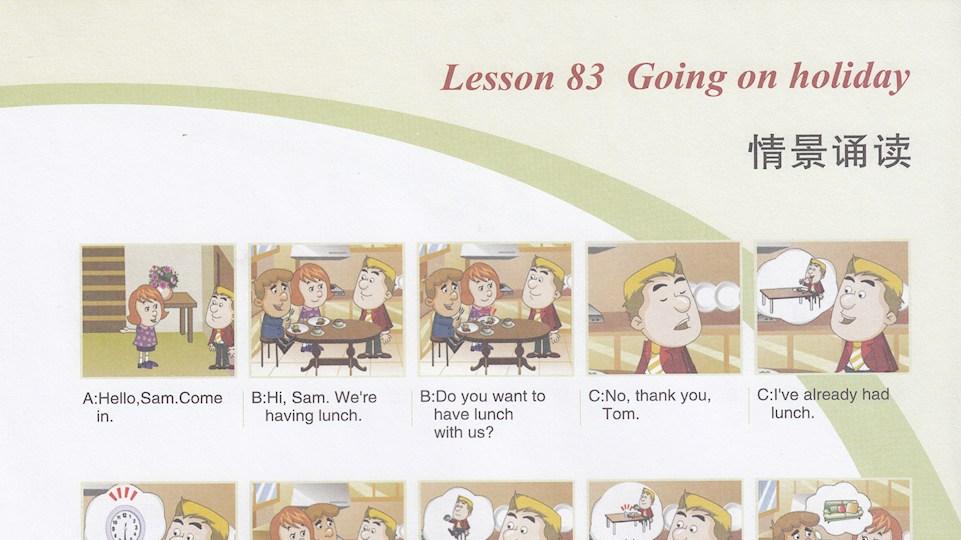 Lesson 83 Going on holiday
情景诵读
A:Hello,Sam.Come
in.
B:Hi, Sam. We're
having lunch.
B:Do you want to
have lunch
with us?
C:No, thank you,
Tom.
C:I've already had
lunch.